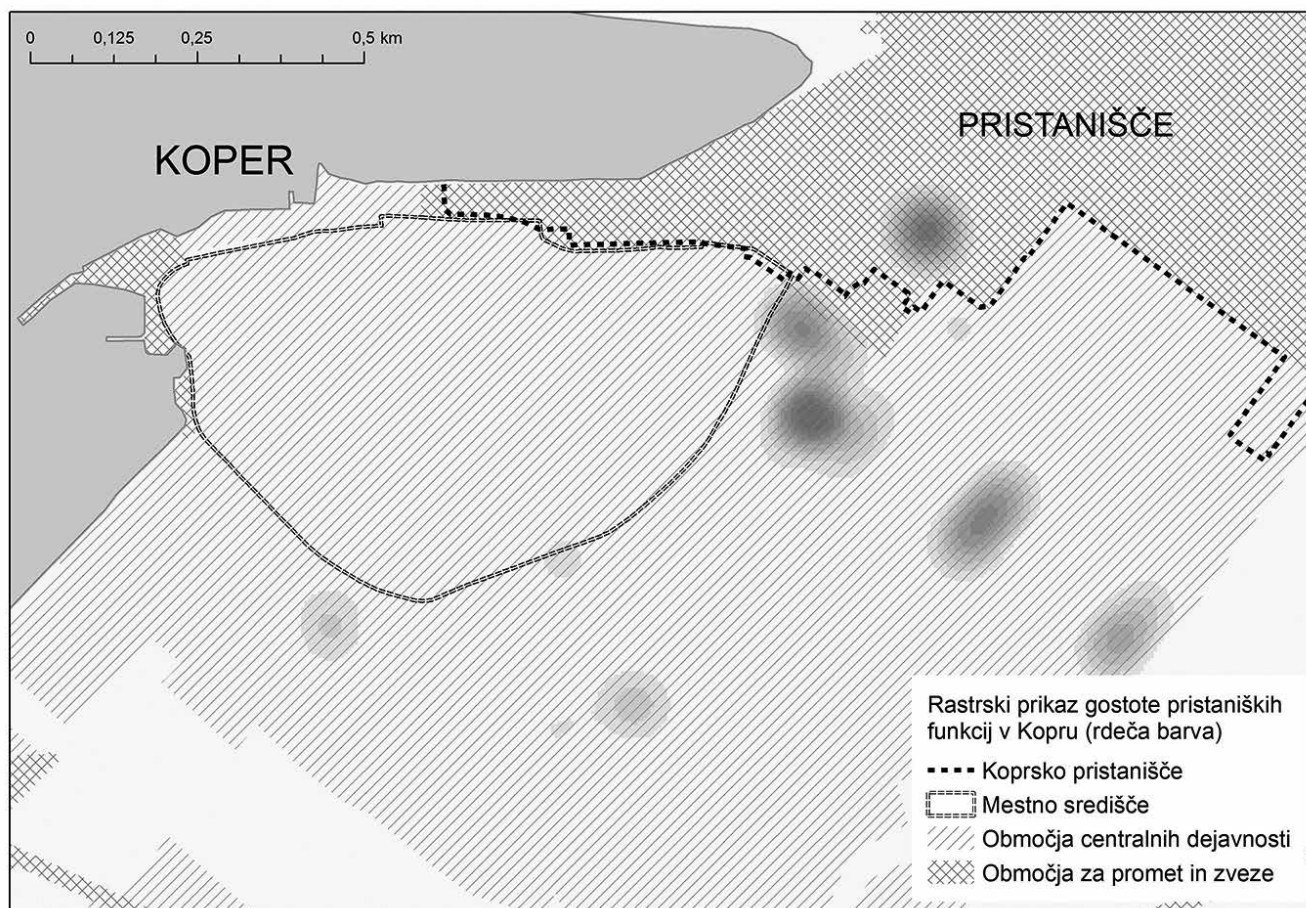 0 0,125 0,25 0,5 km
KOPER
PRISTANIŠČE
Rastrski prikaz gostote pristaniških
funkcij v Kopru (rdeča barva)
Koprsko pristanišče
Mestno središče
Območja centralnih dejavnosti
Območja za promet in zveze